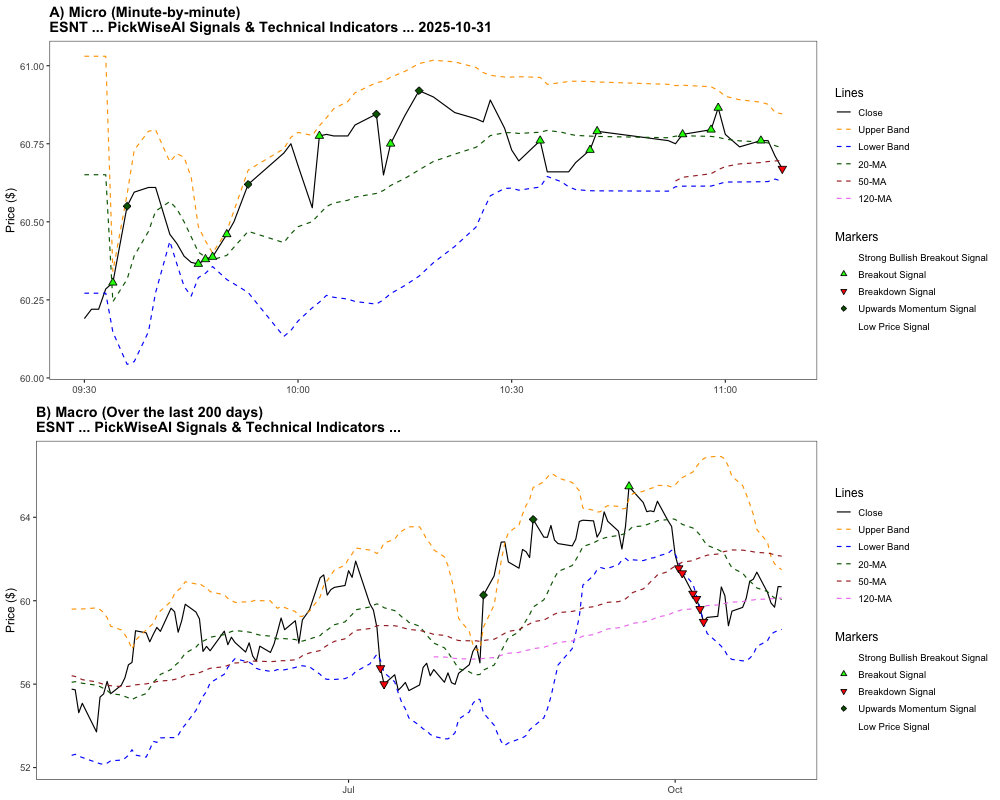 A) Micro (Minute-by-minute)
ESNT ... PickWiseAI Signals & Technical Indicators ... 2025-10-31
Price ($)
61.00
60.75
60.50
60.25
60.00
09:30
10:00
10:30
11:00
Lines
Close
Upper Band
Lower Band
20-MA
50-MA
120-MA
Markers
Strong Bullish Breakout Signal
Breakout Signal
Breakdown Signal
Upwards Momentum Signal
Low Price Signal
B) Macro (Over the last 200 days)
ESNT ... PickWiseAI Signals & Technical Indicators ...
Price ($)
64
60
56
52
Jul
Oct
Lines
Close
Upper Band
Lower Band
20-MA
50-MA
120-MA
Markers
Strong Bullish Breakout Signal
Breakout Signal
Breakdown Signal
Upwards Momentum Signal
Low Price Signal